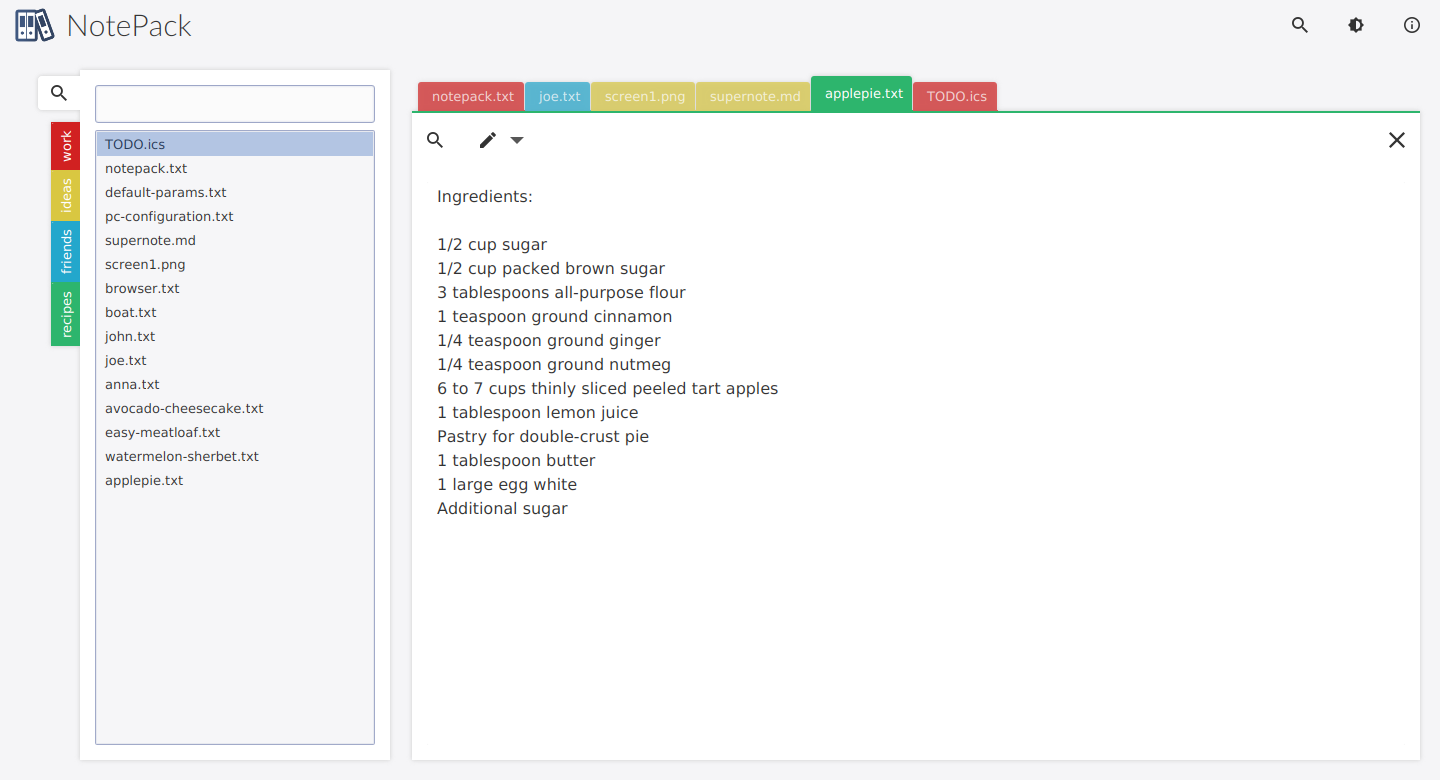 NotePack
work
ideas
friends
recipes
TODO.ics
notepack.txt
default-params.txt
pc-configuration.txt
supernote.md
screen1.png
browser.txt
boat.txt
john.txt
joe.txt
anna.txt
avocado-cheesecake.txt
easy-meatloaf.txt
watermelon-sherbet.txt
applepie.txt
notepack.txt joe.txt screen1.png supernote.md applepie.txt TODO.ics
Ingredients:
1/2 cup sugar
1/2 cup packed brown sugar
3 tablespoons all-purpose flour
1 teaspoon ground cinnamon
1/4 teaspoon ground ginger
1/4 teaspoon ground nutmeg
6 to 7 cups thinly sliced peeled tart apples
1 tablespoon lemon juice
Pastry for double-crust pie
1 tablespoon butter
1 large egg white
Additional sugar